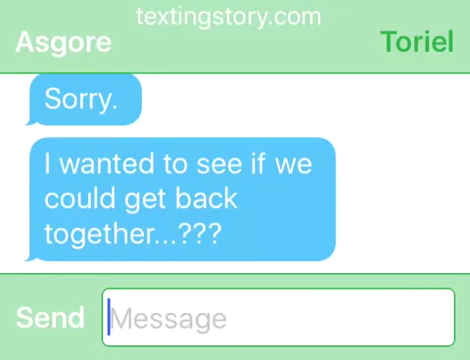 textingstory.com
Asgore
Toriel
Sorry.
I wanted to see if we
could get back
together...???
Send
Message